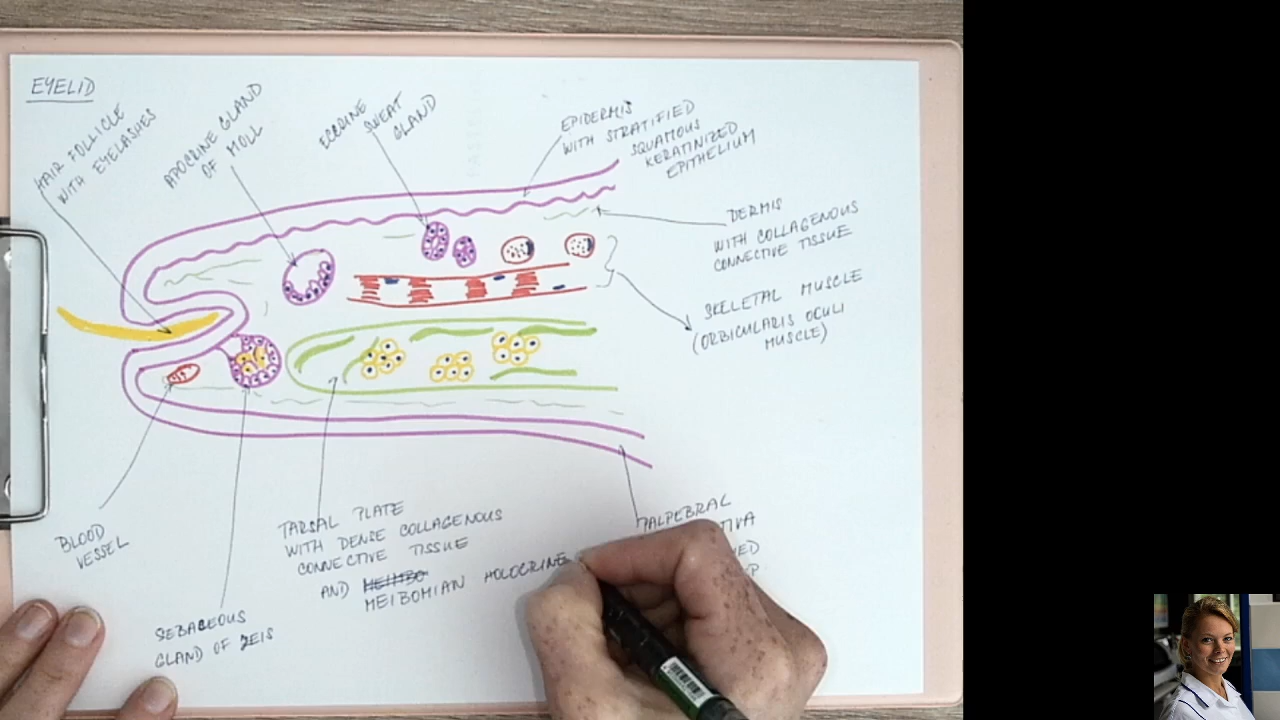 EYELID
HAIR FOLLICLE
WITH EYELASHES
APOCRINE GLAND
OF MOLL
ECCRINE
SWEAT
GLAND
EPIDERMIS
WITH STRATIFIED
SQUAMOUS
KERATINIZED
EPITHELIUM
DERMIS
WITH COLLAGENOUS
CONNECTIVE TISSUE
SKELETAL MUSCLE
(ORBICULARIS OCULI
MUSCLE)
BLOOD
VESSEL
SEBACEOUS
GLAND OF ZEIS
TARSAL PLATE
WITH DENSE COLLAGENOUS
CONNECTIVE TISSUE
AND
MEIBOMIAN HOLOCRINE
PALPEBRAL